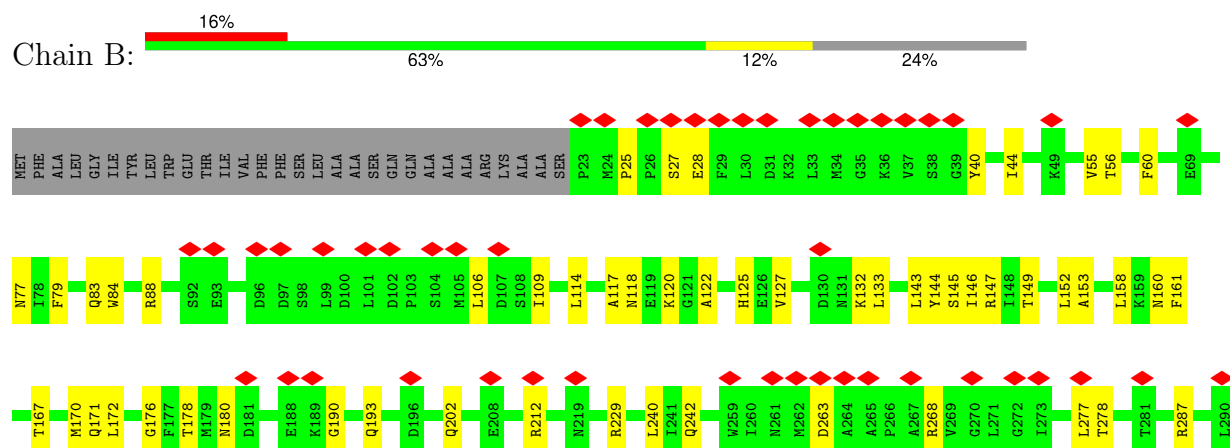 16%
Chain B:
63% 12% 24%
MET PHE ALA LEU GLY ILE TYR LEU TRP GLU THR ILE VAL PHE PHE SER LEU ALA ALA SER GLN GLN ALA ALA ALA ARG LYS ALA ALA SER P23 M24 P25 P26 S27 E28 F29 L30 D31 K32 L33 M34 G35 K36 V37 S38 G39 Y40 I44 K49 V55 T56 F60 E69
N77 I78 F79 Q83 W84 R88 S92 E93 D96 D97 S98 L99 D100 L101 D102 P103 S104 M105 L106 D107 S108 I109 L114 A117 N118 E119 K120 G121 A122 H125 E126 V127 D130 N131 K132 L133 L143 Y144 S145 I146 R147 I148 T149 L152 A153 L158 K159 N160 F161
T167 M170 Q171 L172 G176 F177 T178 M179 N180 D181 E188 K189 G190 Q193 D196 Q202 E208 R212 N219 R229 L240 I241 Q242 W259 I260 N261 M262 D263 A264 A265 P266 A267 R268 V269 G270 L271 G272 I273 L277 I278 T281 R287